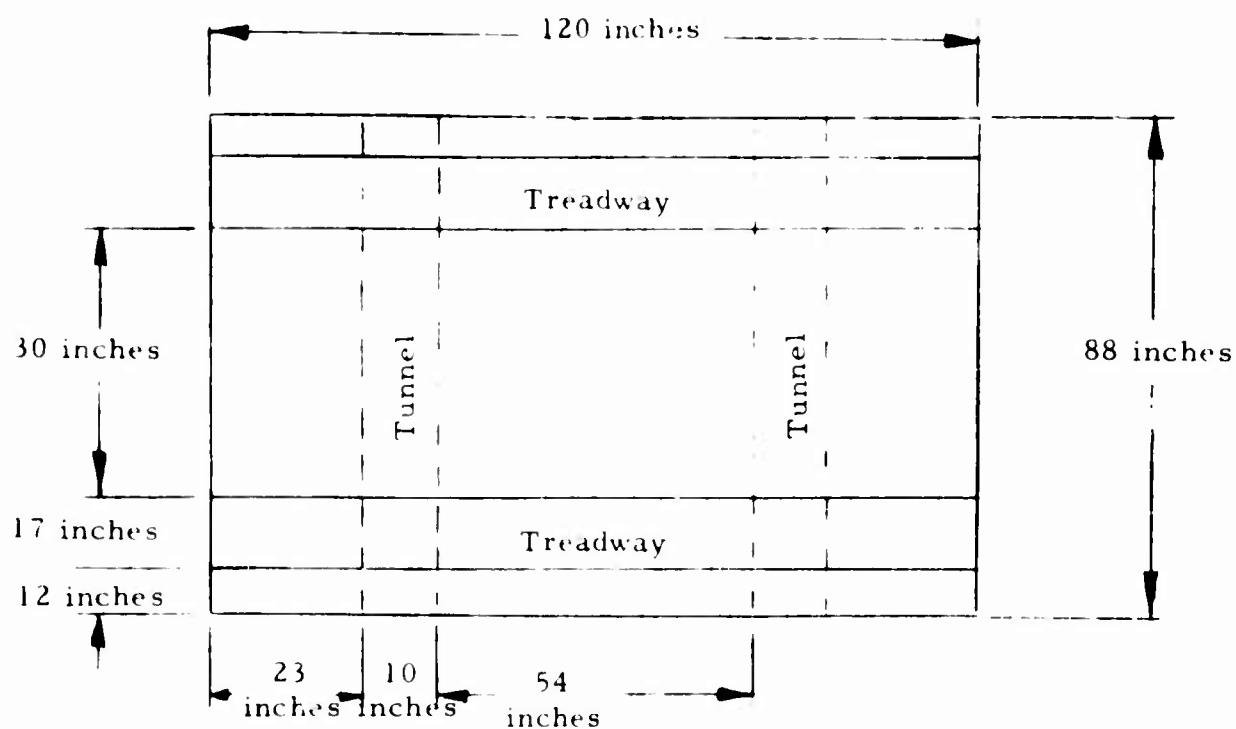 120 inches
Treadway
30 inches
Tunnel
Tunnel
88 inches
17 inches
Treadway
12 inches
23
inches
10
inches
54
inches